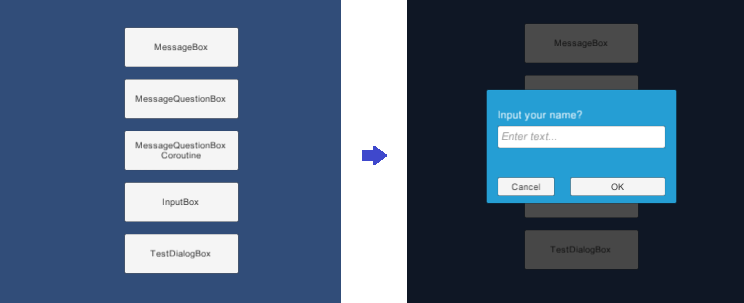 MessageBox
MessageQuestionBox
MessageQuestionBox
Coroutine
InputBox
TestDialogBox
MessageBox
Input your name?
Enter text...
Cancel
OK
TestDialogBox